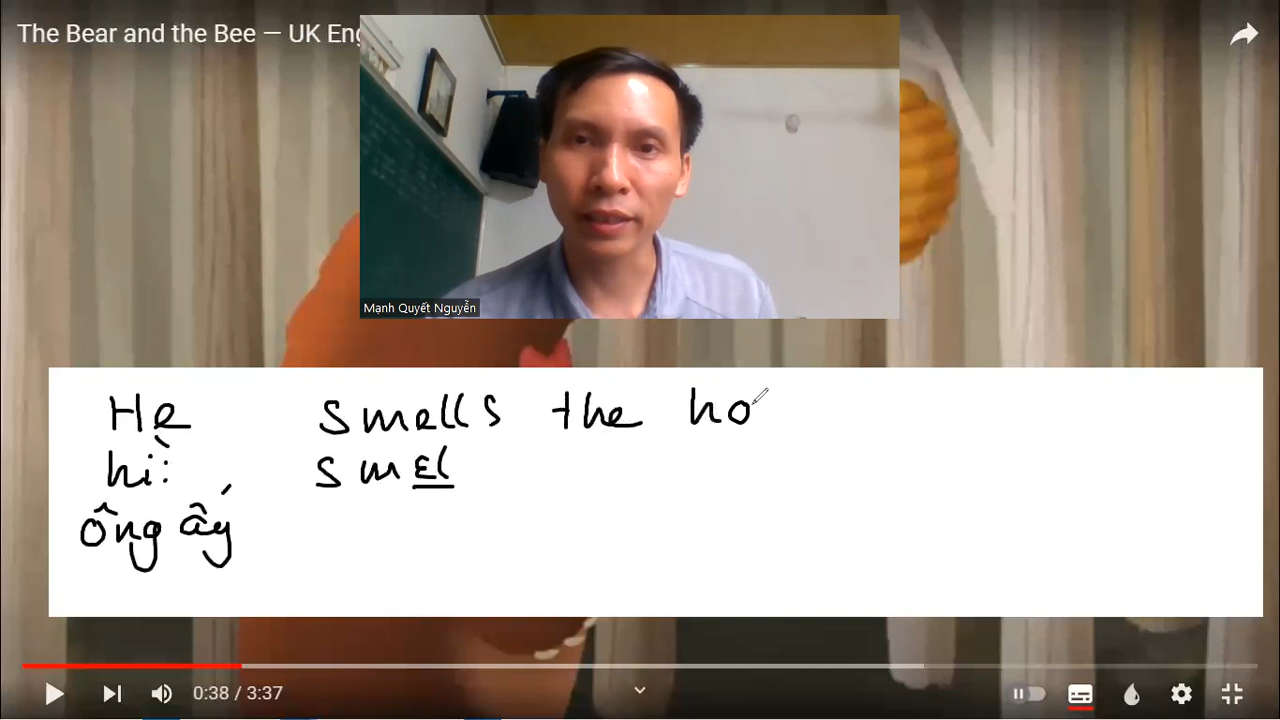 The Bear and the Bee — UK Eng
Mạnh Quyết Nguyễn
He smells the ho
hi: smεl
ông ấy
0:38 / 3:37